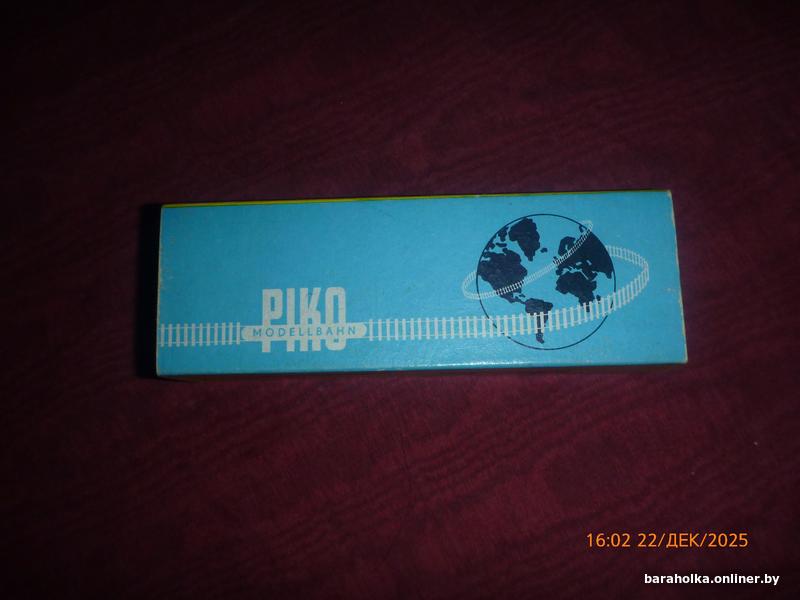 PIKO
MODELLBAHN
16:02 22/ДЕК/2025
baraholka.onliner.by